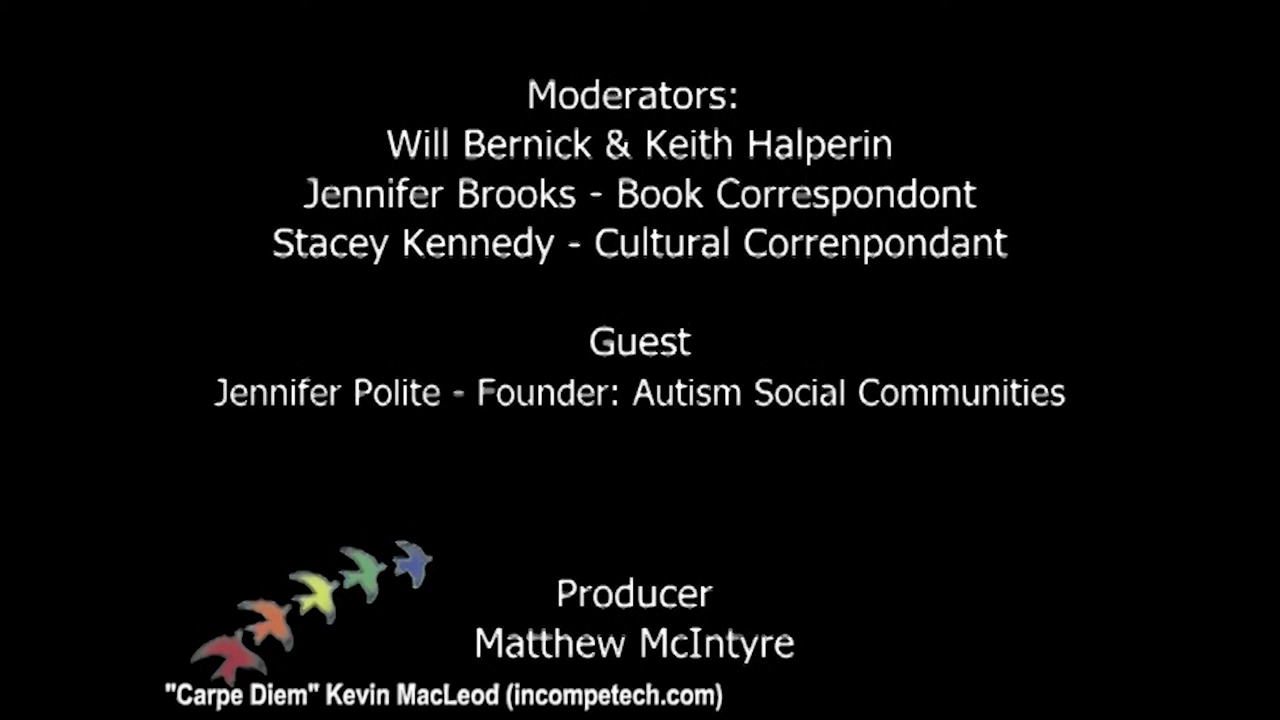 Moderators:
Will Bernick & Keith Halperin
Jennifer Brooks - Book Correspondont
Stacey Kennedy - Cultural Correnpondant
Guest
Jennifer Polite - Founder: Autism Social Communities
Producer
Matthew McIntyre
"Carpe Diem" Kevin MacLeod (incompetech.com)